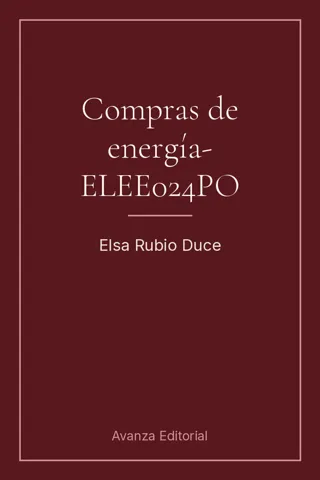 Compras de
energía-
ELEE024PO
Elsa Rubio Duce
Avanza Editorial